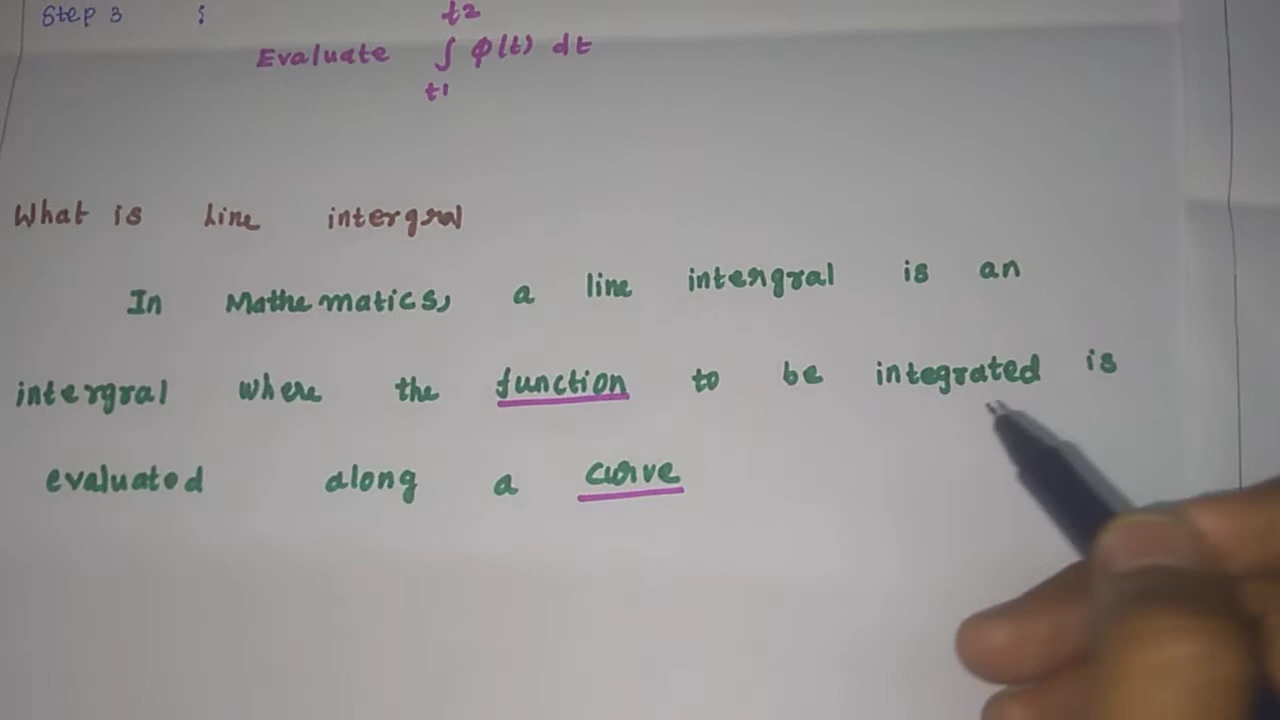 Step 3 :
t2
Evaluate ∫ φ(t) dt
t1
What is line intergral
In Mathematics, a line intergral is an
intergral where the function to be integrated is
evaluated along a curve